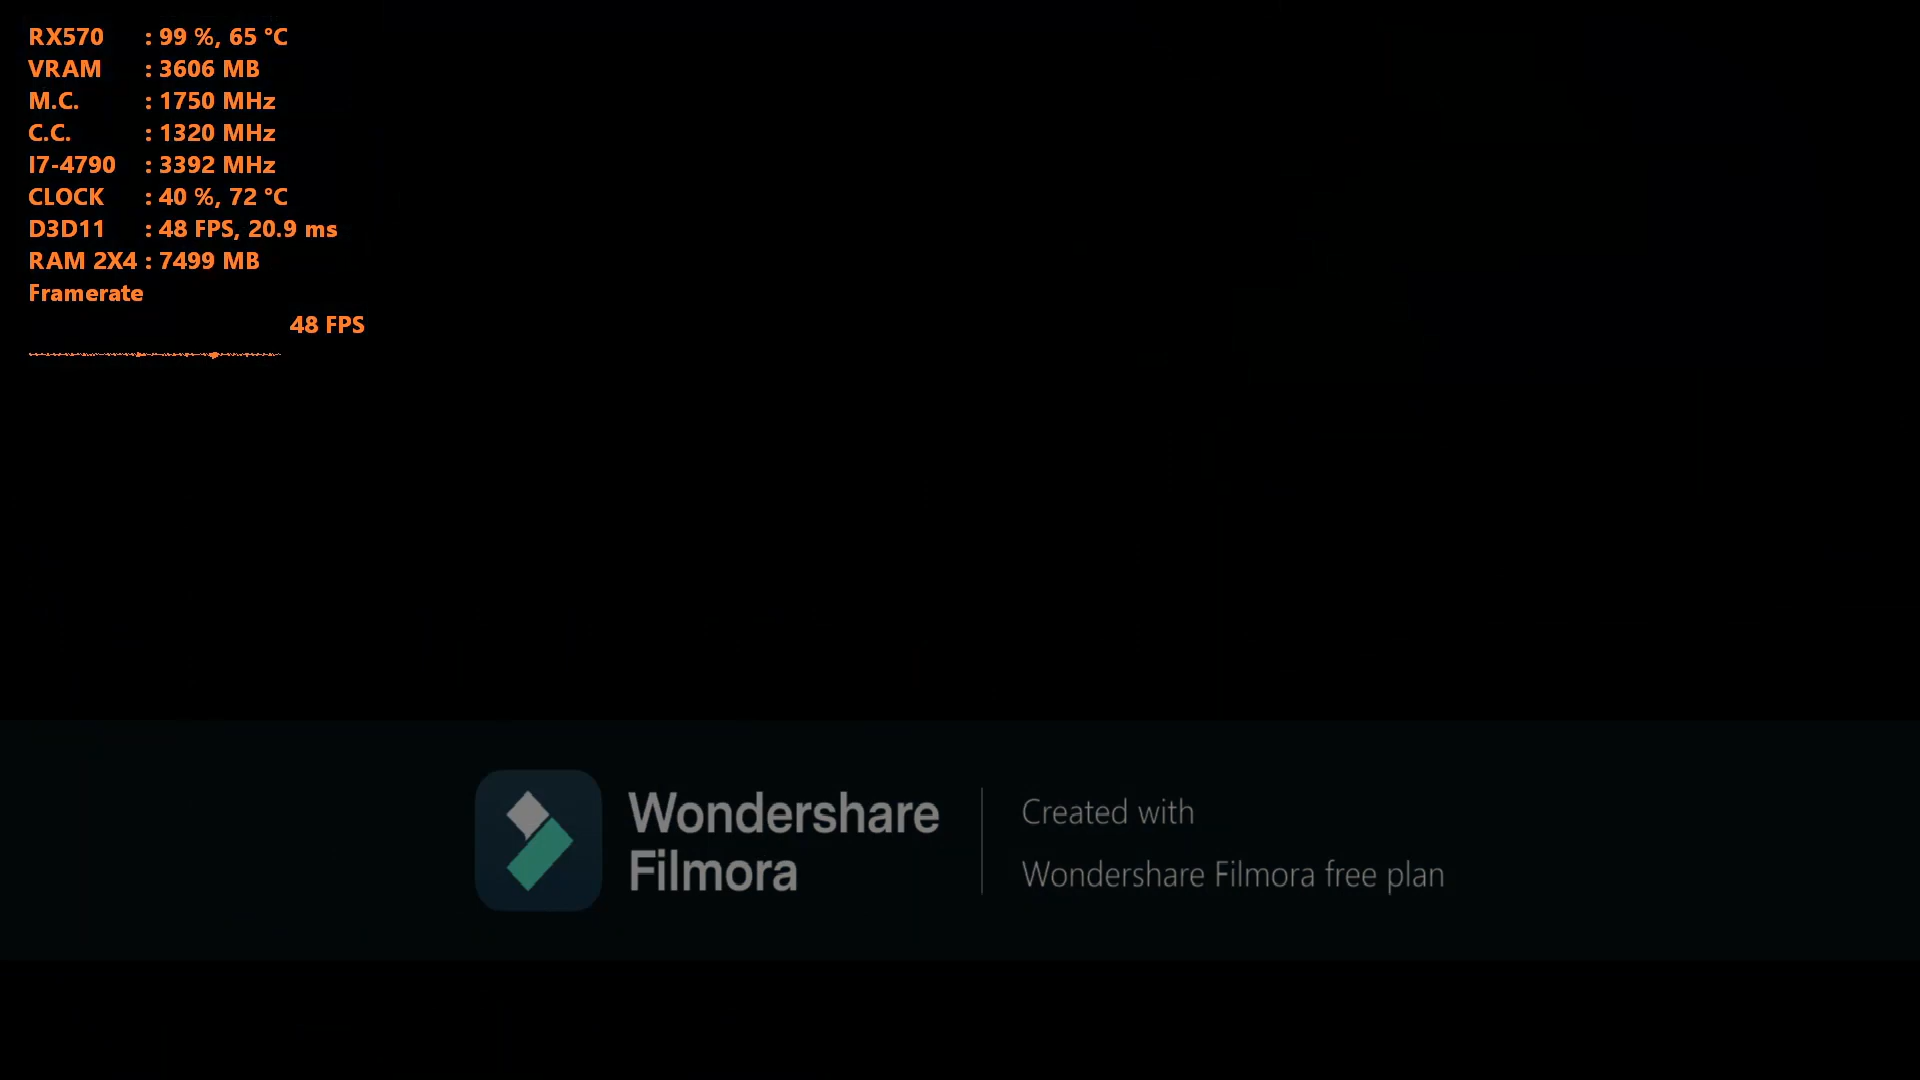 RX570 : 99 %, 65 °C
VRAM : 3606 MB
M.C. : 1750 MHz
C.C. : 1320 MHz
I7-4790 : 3392 MHz
CLOCK : 40 %, 72 °C
D3D11 : 48 FPS, 20.9 ms
RAM 2X4 : 7499 MB
Framerate
48 FPS
Wondershare
Filmora
Created with
Wondershare Filmora free plan